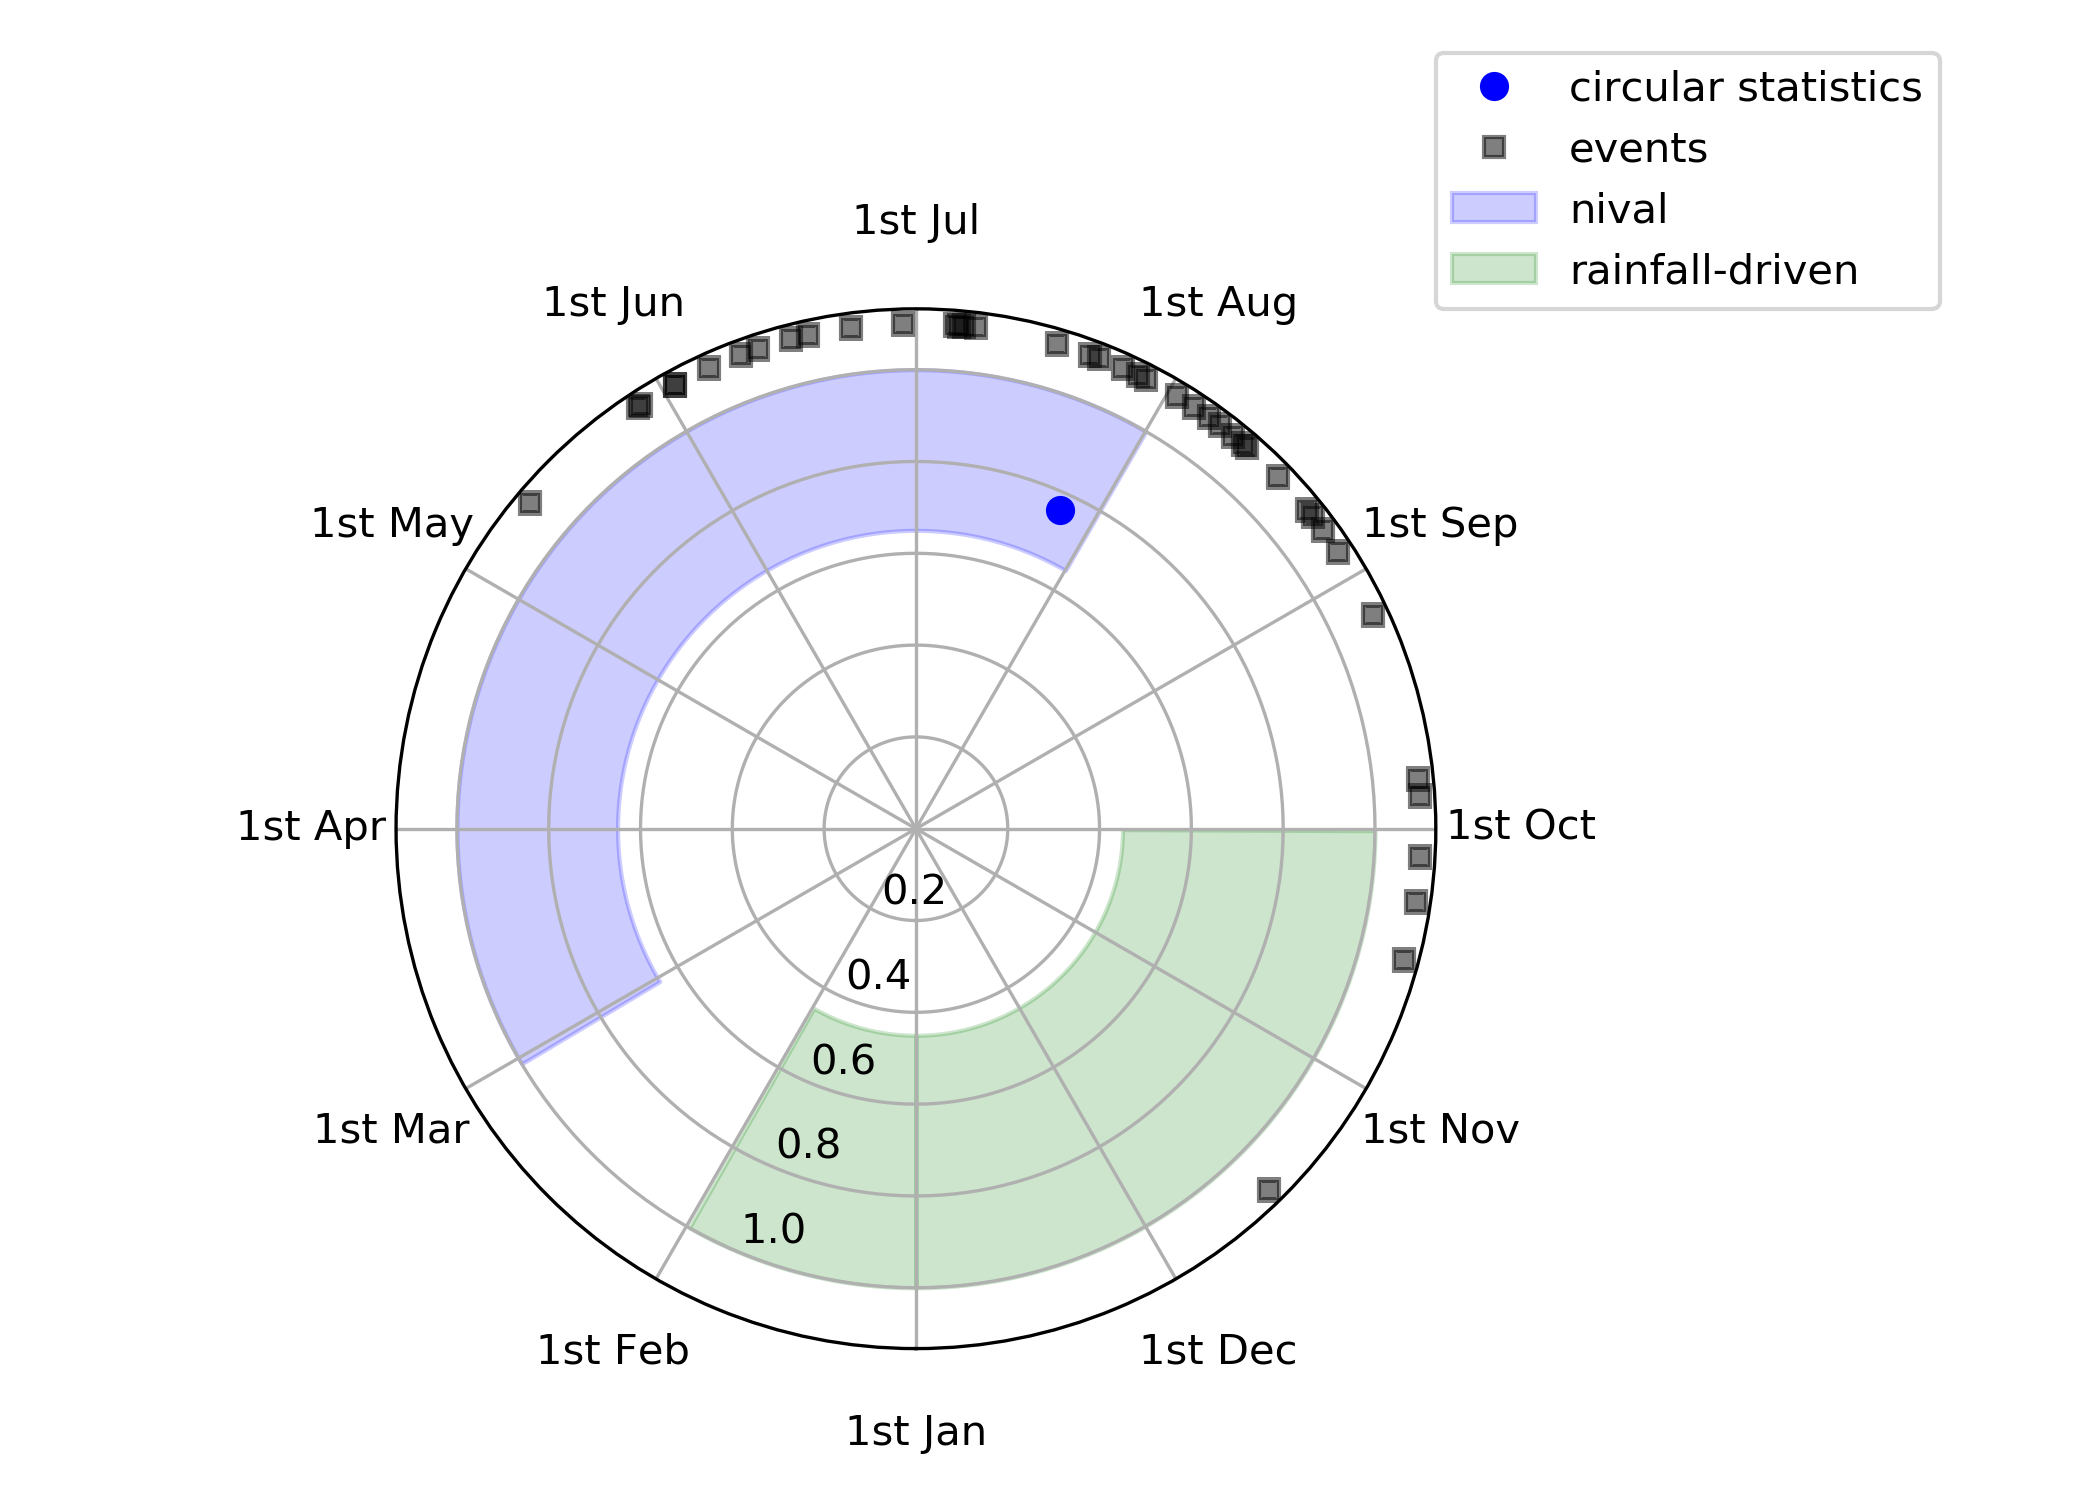 circular statistics
events
nival
rainfall-driven
1st Jul
1st Jun
1st Aug
1st May
1st Sep
1st Apr
1st Oct
0.2
0.4
0.6
1st Mar
1st Nov
0.8
1.0
1st Feb
1st Dec
1st Jan